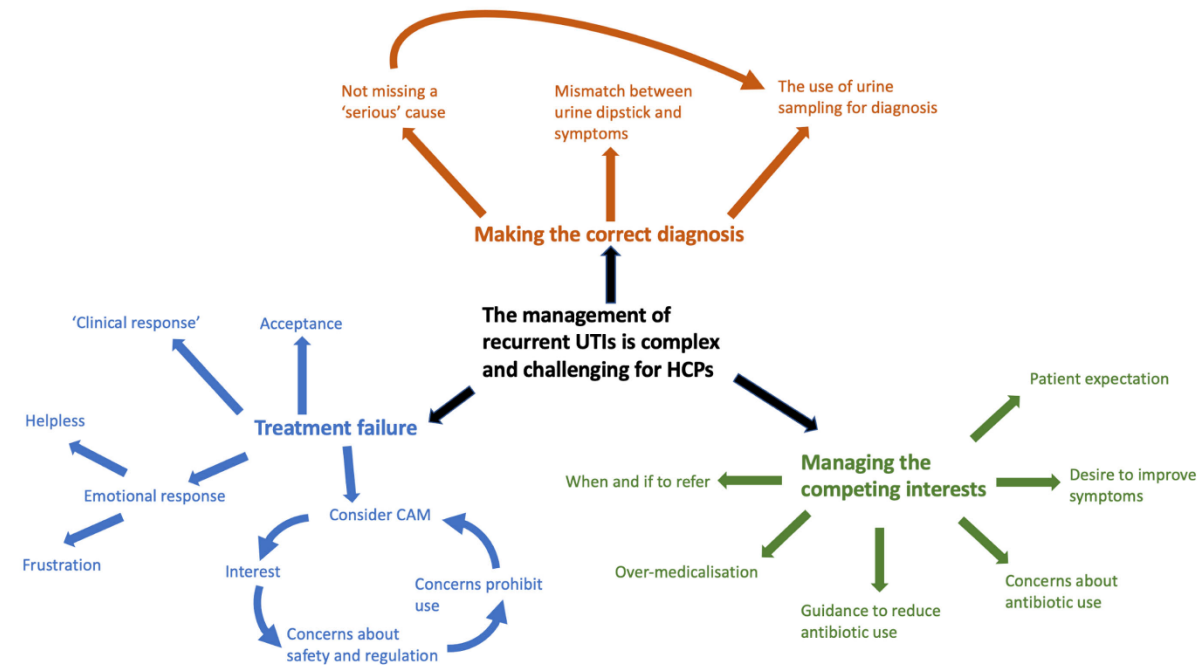 Not missing a
‘serious’ cause
Mismatch between
urine dipstick and
symptoms
The use of urine
sampling for diagnosis
Making the correct diagnosis
The management of
recurrent UTIs is complex
and challenging for HCPs
‘Clinical response’
Acceptance
Helpless
Treatment failure
Emotional response
Frustration
Consider CAM
Interest
Concerns about
safety and regulation
Concerns prohibit
use
Patient expectation
Managing the
competing interests
When and if to refer
Desire to improve
symptoms
Over-medicalisation
Guidance to reduce
antibiotic use
Concerns about
antibiotic use